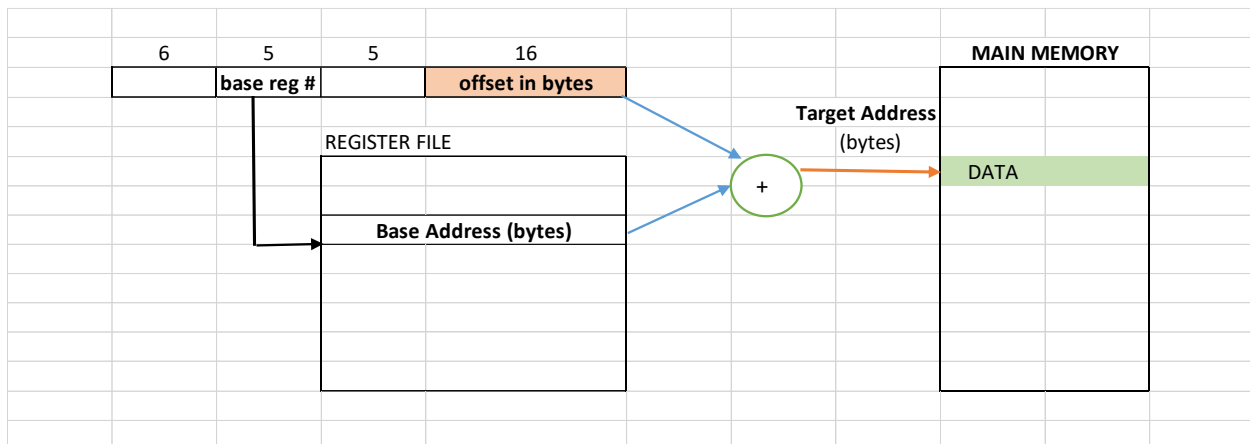 6 5 5 16
MAIN MEMORY
base reg #
offset in bytes
Target Address
(bytes)
REGISTER FILE
DATA
+
Base Address (bytes)